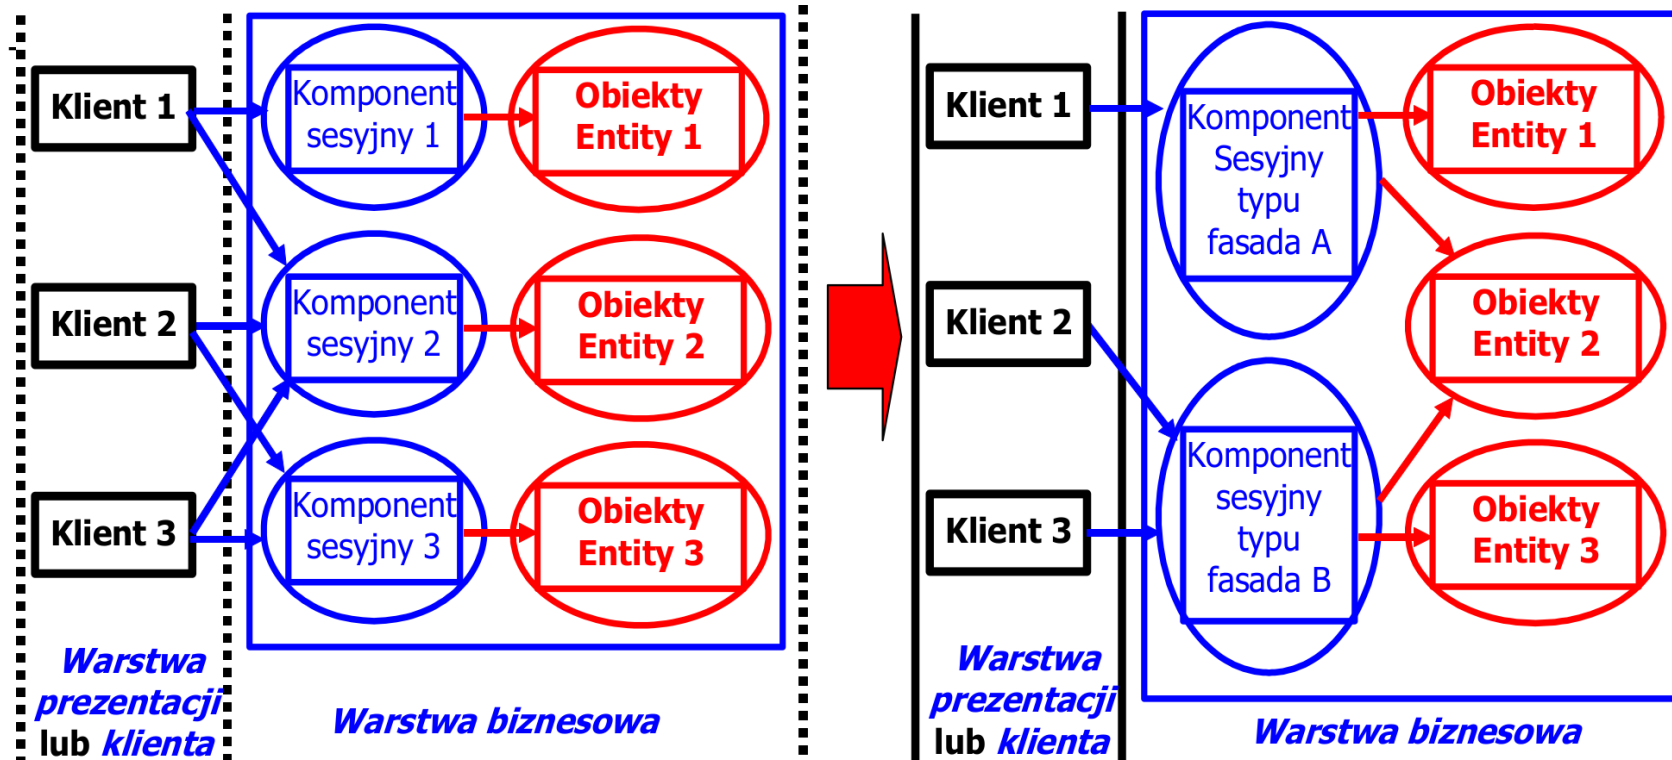 Klient 1
Komponent
sesyjny 1
Obiekty
Entity 1
Klient 2
Komponent
sesyjny 2
Obiekty
Entity 2
Klient 3
Komponent
sesyjny 3
Obiekty
Entity 3
Warstwa
prezentacji
lub klienta
Warstwa biznesowa
Klient 1
Komponent
Sesyjny
typu
fasada A
Obiekty
Entity 1
Klient 2
Obiekty
Entity 2
Klient 3
Komponent
sesyjny
typu
fasada B
Obiekty
Entity 3
Warstwa
prezentacji
lub klienta
Warstwa biznesowa